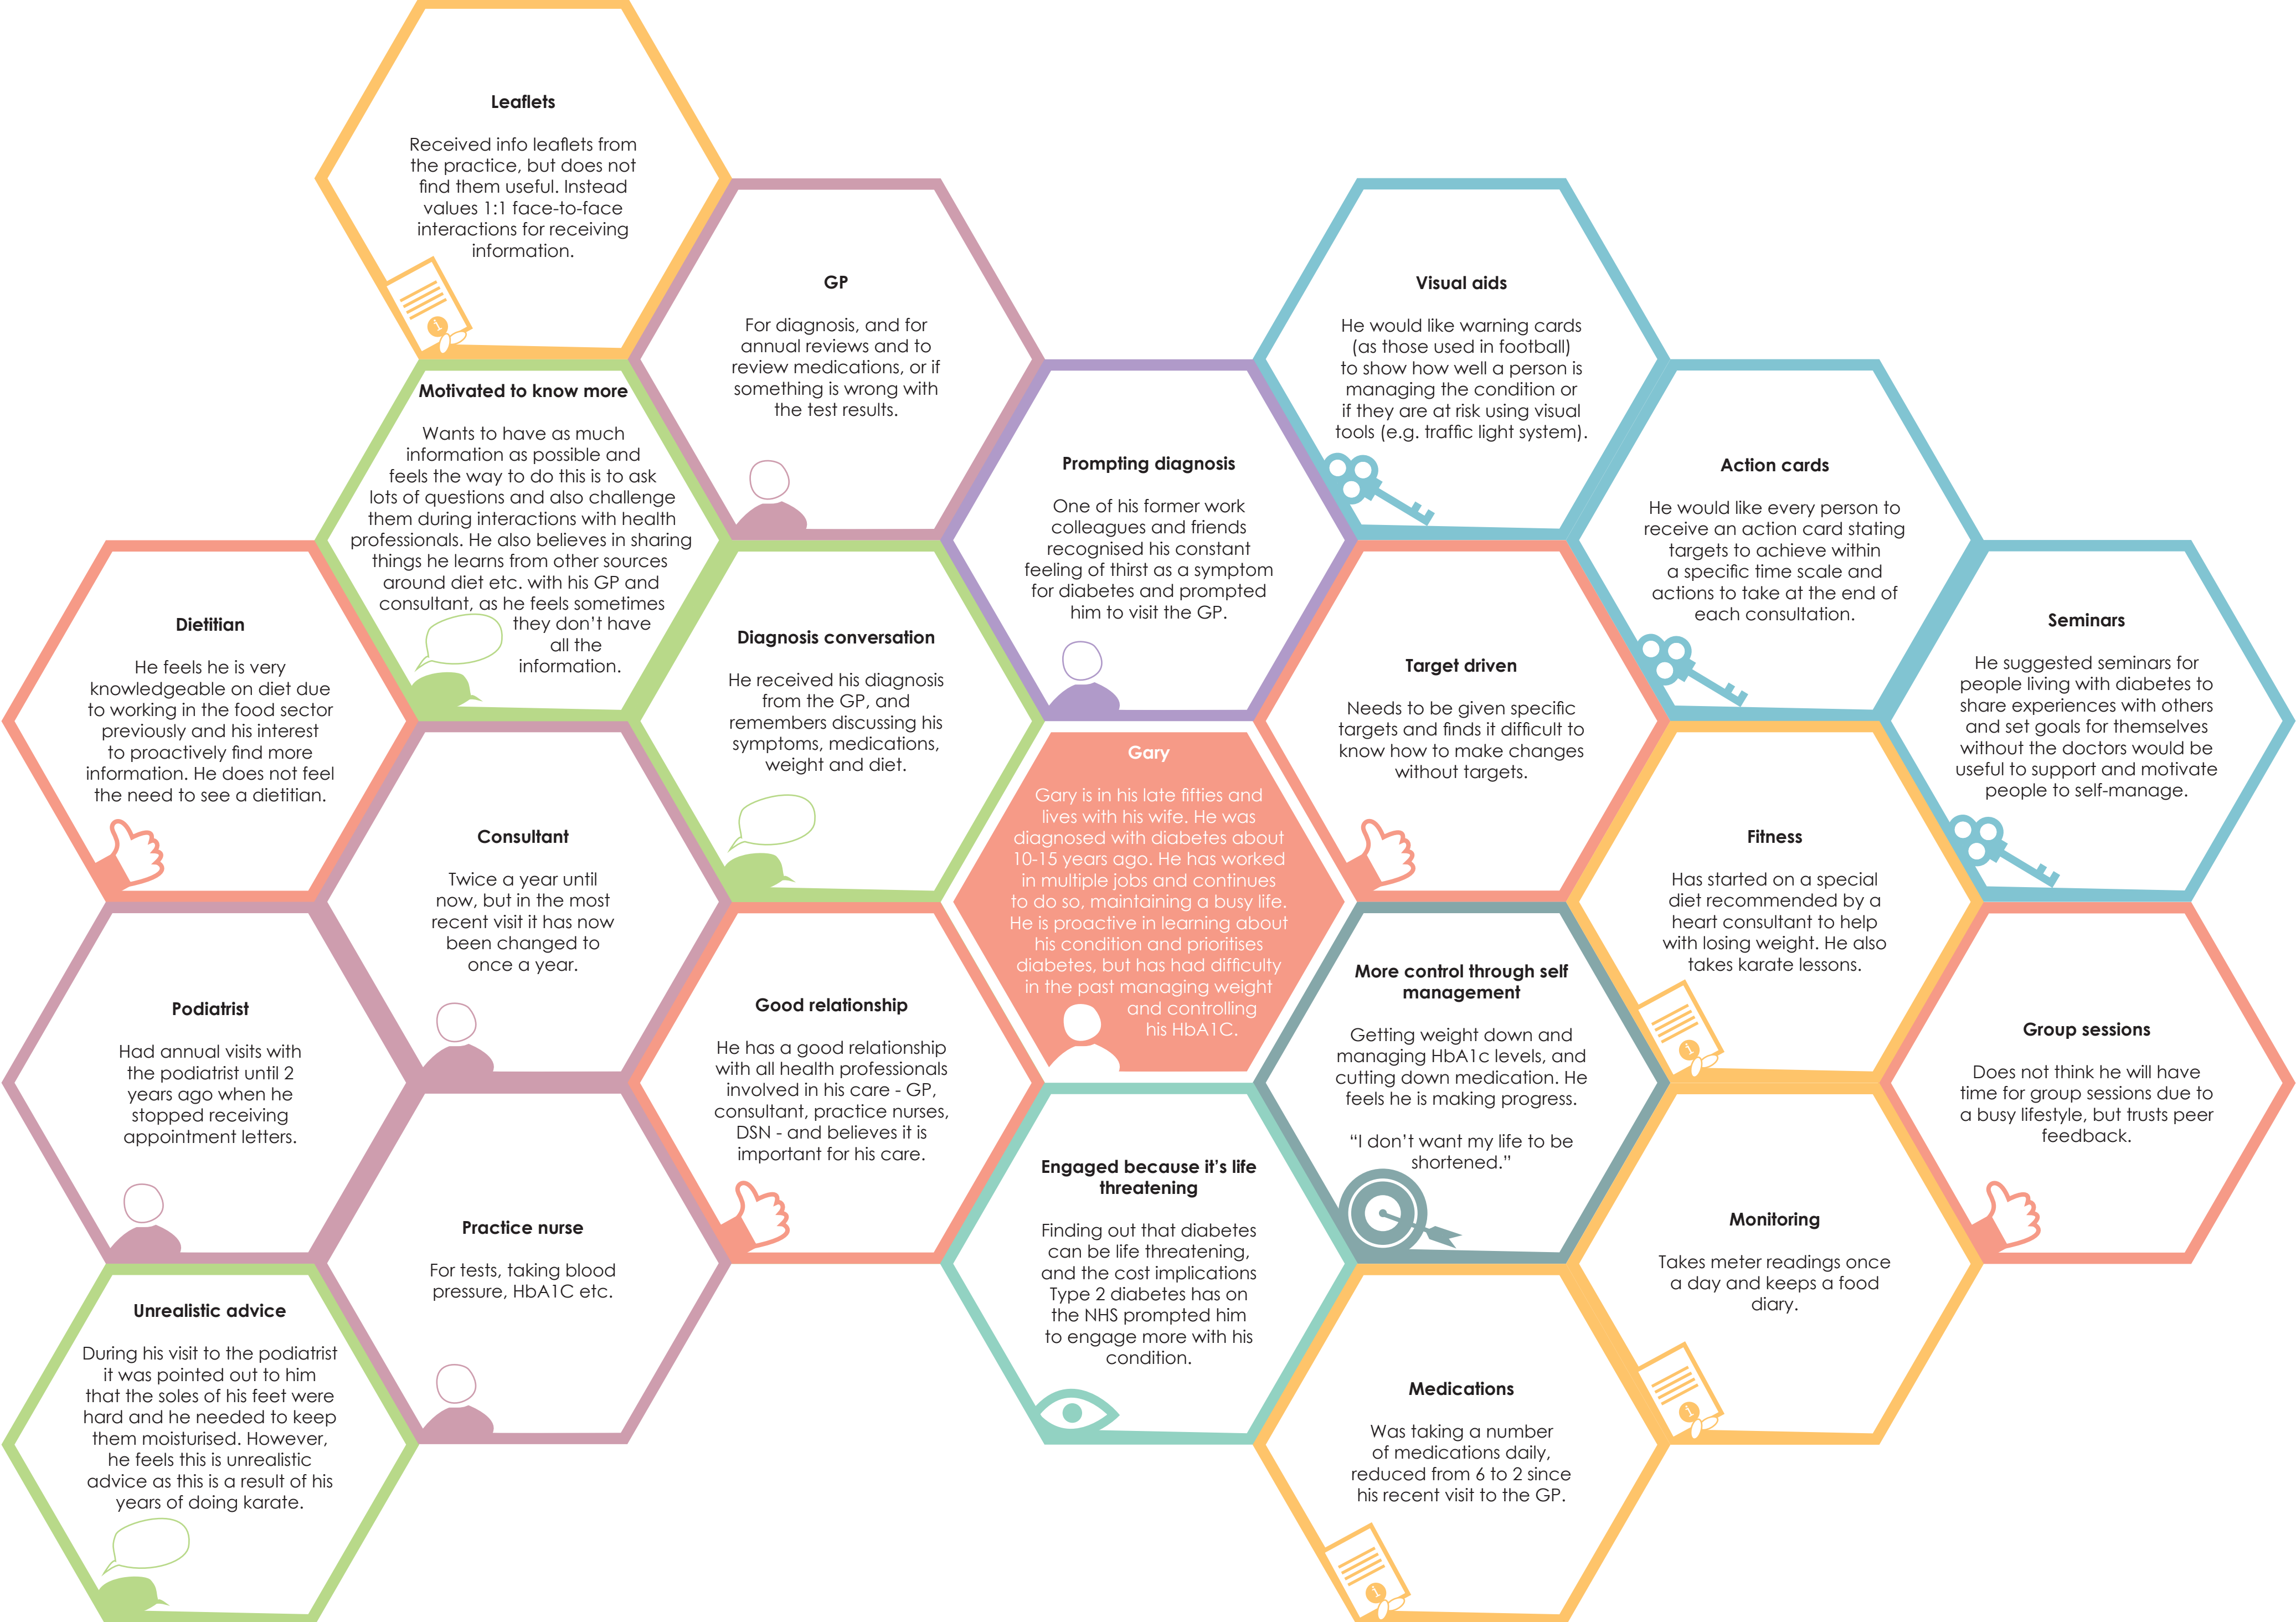 Leaflets
Received info leaflets from
the practice, but does not
find them useful. Instead
values 1:1 face-to-face
interactions for receiving
information.
GP
For diagnosis, and for
annual reviews and to
review medications, or if
something is wrong with
the test results.
Visual aids
He would like warning cards
(as those used in football)
to show how well a person is
managing the condition or
if they are at risk using visual
tools (e.g. traffic light system).
Motivated to know more
Wants to have as much
information as possible and
feels the way to do this is to ask
lots of questions and also challenge
them during interactions with health
professionals. He also believes in sharing
things he learns from other sources
around diet etc. with his GP and
consultant, as he feels sometimes
they don't have
all the
information.
Prompting diagnosis
One of his former work
colleagues and friends
recognised his constant
feeling of thirst as a symptom
for diabetes and prompted
him to visit the GP.
Action cards
He would like every person to
receive an action card stating
targets to achieve within
a specific time scale and
actions to take at the end of
each consultation.
Dietitian
He feels he is very
knowledgeable on diet due
to working in the food sector
previously and his interest
to proactively find more
information. He does not feel
the need to see a dietitian.
Diagnosis conversation
He received his diagnosis
from the GP, and
remembers discussing his
symptoms, medications,
weight and diet.
Target driven
Needs to be given specific
targets and finds it difficult to
know how to make changes
without targets.
Seminars
He suggested seminars for
people living with diabetes to
share experiences with others
and set goals for themselves
without the doctors would be
useful to support and motivate
people to self-manage.
Consultant
Twice a year until
now, but in the most
recent visit it has now
been changed to
once a year.
Gary
Gary is in his late fifties and
lives with his wife. He was
diagnosed with diabetes about
10-15 years ago. He has worked
in multiple jobs and continues
to do so, maintaining a busy life.
He is proactive in learning about
his condition and prioritises
diabetes, but has had difficulty
in the past managing weight
and controlling
his HbA1C.
Fitness
Has started on a special
diet recommended by a
heart consultant to help
with losing weight. He also
takes karate lessons.
Podiatrist
Had annual visits with
the podiatrist until 2
years ago when he
stopped receiving
appointment letters.
Good relationship
He has a good relationship
with all health professionals
involved in his care - GP,
consultant, practice nurses,
DSN - and believes it is
important for his care.
More control through self
management
Getting weight down and
managing HbA1c levels, and
cutting down medication. He
feels he is making progress.
“I don't want my life to be
shortened.”
Group sessions
Does not think he will have
time for group sessions due to
a busy lifestyle, but trusts peer
feedback.
Practice nurse
For tests, taking blood
pressure, HbA1C etc.
Engaged because it's life
threatening
Finding out that diabetes
can be life threatening,
and the cost implications
Type 2 diabetes has on
the NHS prompted him
to engage more with his
condition.
Monitoring
Takes meter readings once
a day and keeps a food
diary.
Unrealistic advice
During his visit to the podiatrist
it was pointed out to him
that the soles of his feet were
hard and he needed to keep
them moisturised. However,
he feels this is unrealistic
advice as this is a result of his
years of doing karate.
Medications
Was taking a number
of medications daily,
reduced from 6 to 2 since
his recent visit to the GP.